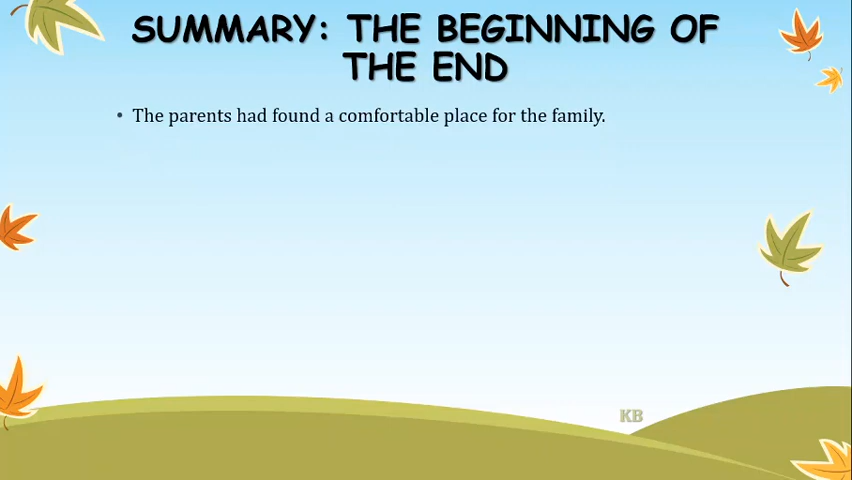 SUMMARY: THE BEGINNING OF
THE END
• The parents had found a comfortable place for the family.
KB